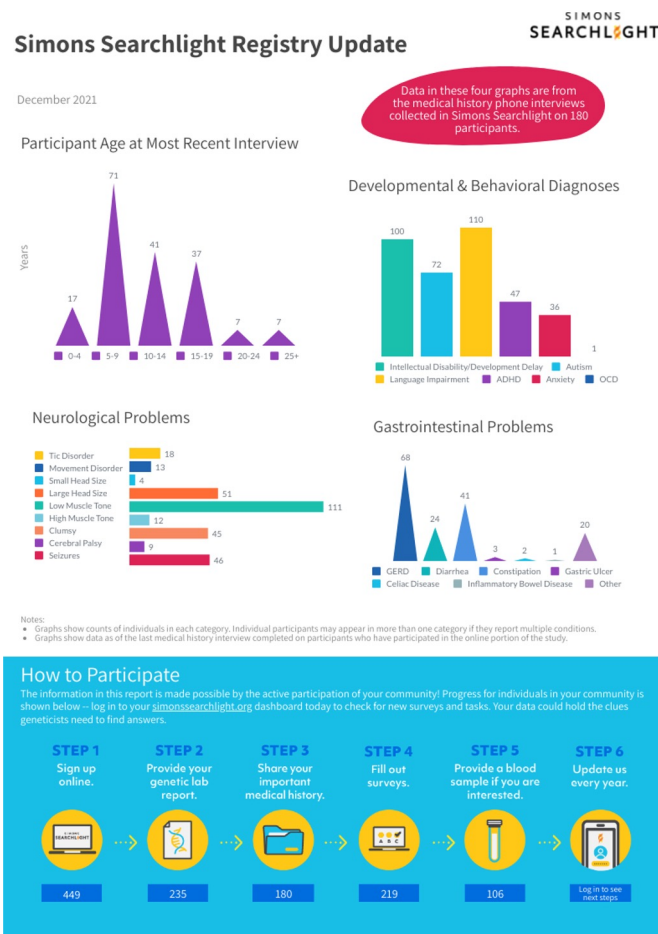 SIMONS
SEARCHLIGHT
Simons Searchlight Registry Update
December 2021
Data in these four graphs are from
the medical history phone interviews
collected in Simons Searchlight on 180
participants.
Participant Age at Most Recent Interview
Years
17
71
41
37
7
7
0-4
5-9
10-14
15-19
20-24
25+
Developmental & Behavioral Diagnoses
100
72
110
47
36
1
Intellectual Disability/Development Delay
Autism
Language Impairment
ADHD
Anxiety
OCD
Neurological Problems
Tic Disorder
18
Movement Disorder
13
Small Head Size
4
Large Head Size
51
Low Muscle Tone
111
High Muscle Tone
12
Clumsy
45
Cerebral Palsy
9
Seizures
46
Gastrointestinal Problems
68
24
41
3
2
1
20
GERD
Diarrhea
Constipation
Gastric Ulcer
Celiac Disease
Inflammatory Bowel Disease
Other
Notes:
• Graphs show counts of individuals in each category. Individual participants may appear in more than one category if they report multiple conditions.
• Graphs show data as of the last medical history interview completed on participants who have participated in the online portion of the study.
How to Participate
The information in this report is made possible by the active participation of your community! Progress for individuals in your community is
shown below -- log in to your simonssearchlight.org dashboard today to check for new surveys and tasks. Your data could hold the clues
geneticists need to find answers.
STEP 1
Sign up
online.
STEP 2
Provide your
genetic lab
report.
STEP 3
Share your
important
medical history.
STEP 4
Fill out
surveys.
STEP 5
Provide a blood
sample if you are
interested.
STEP 6
Update us
every year.
SIMONS
SEARCHLIGHT
A B C
449
235
180
219
106
Log in to see
next steps